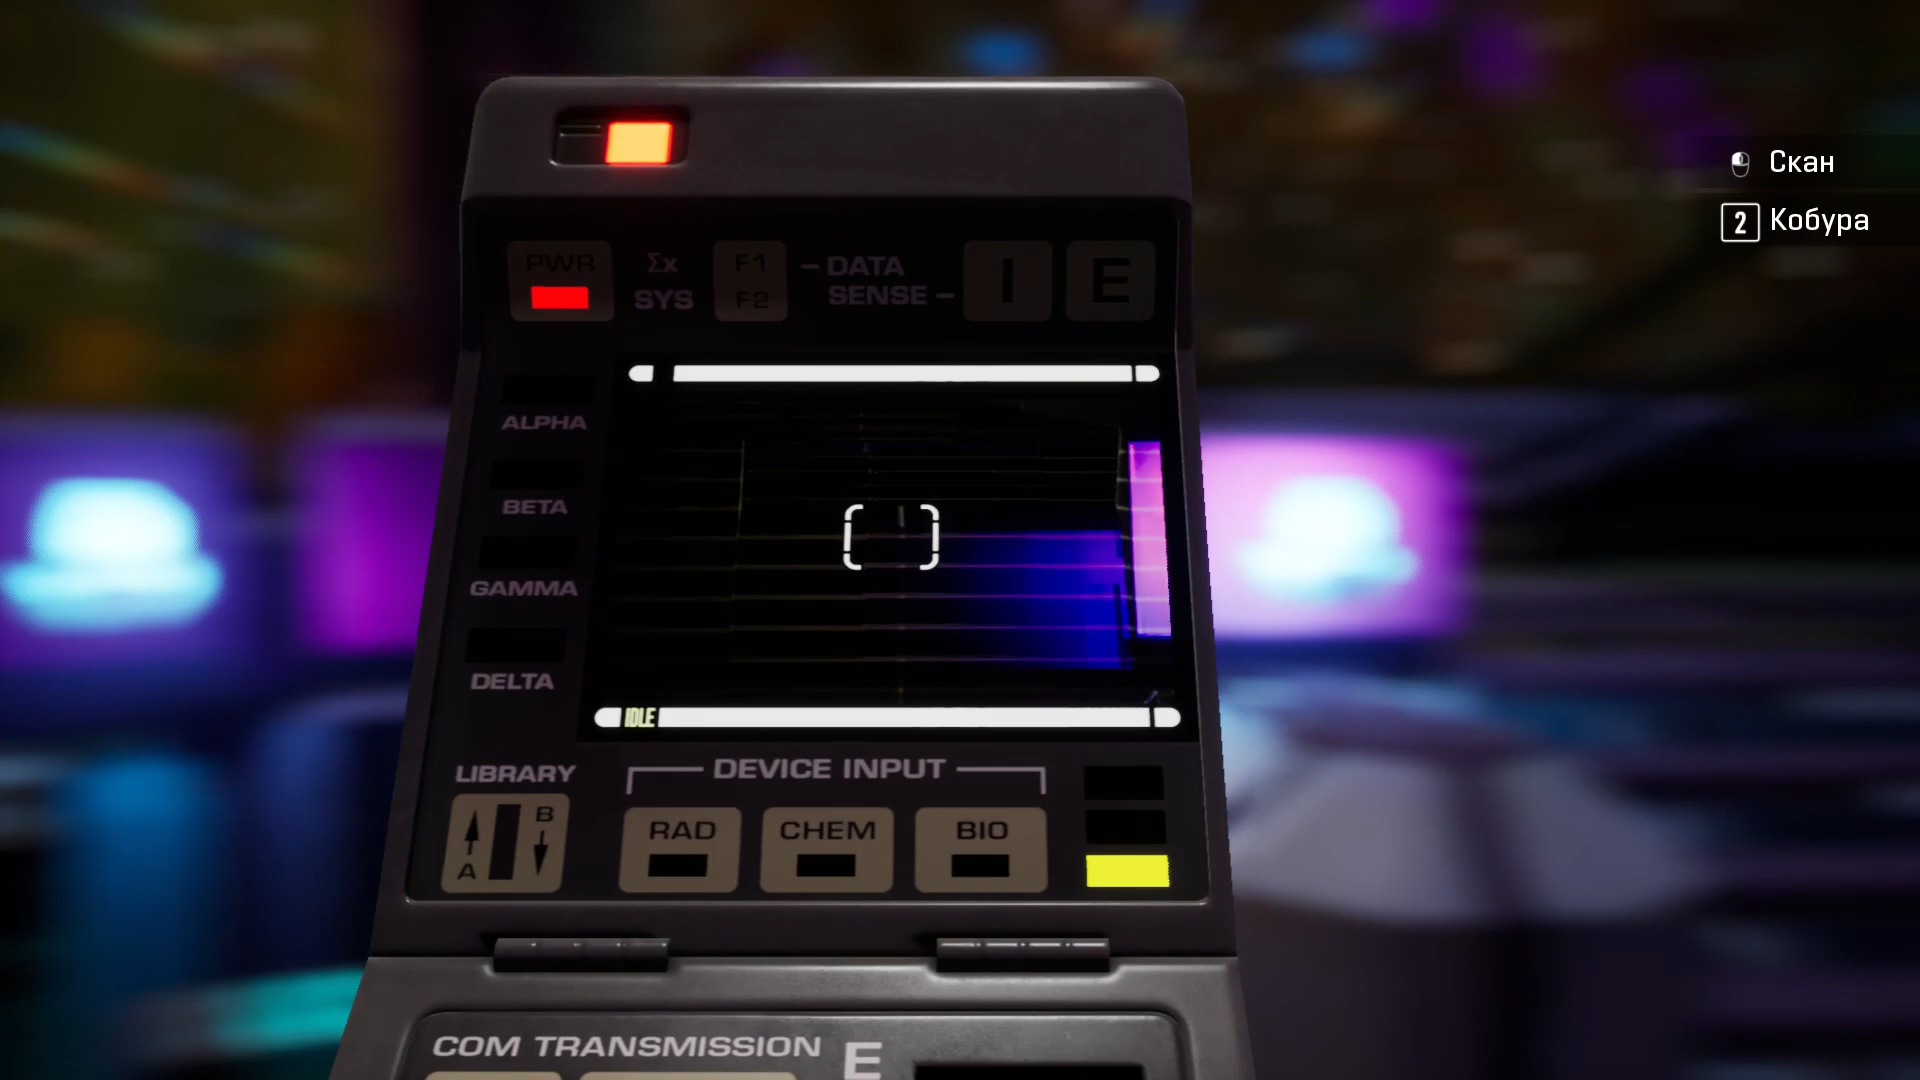 Скан
2 Кобура
PWR
Σx
SYS
F1
F2
– DATA
SENSE –
I
E
ALPHA
BETA
GAMMA
DELTA
IDLE
LIBRARY
A
B
DEVICE INPUT
RAD
CHEM
BIO
COM TRANSMISSION
E